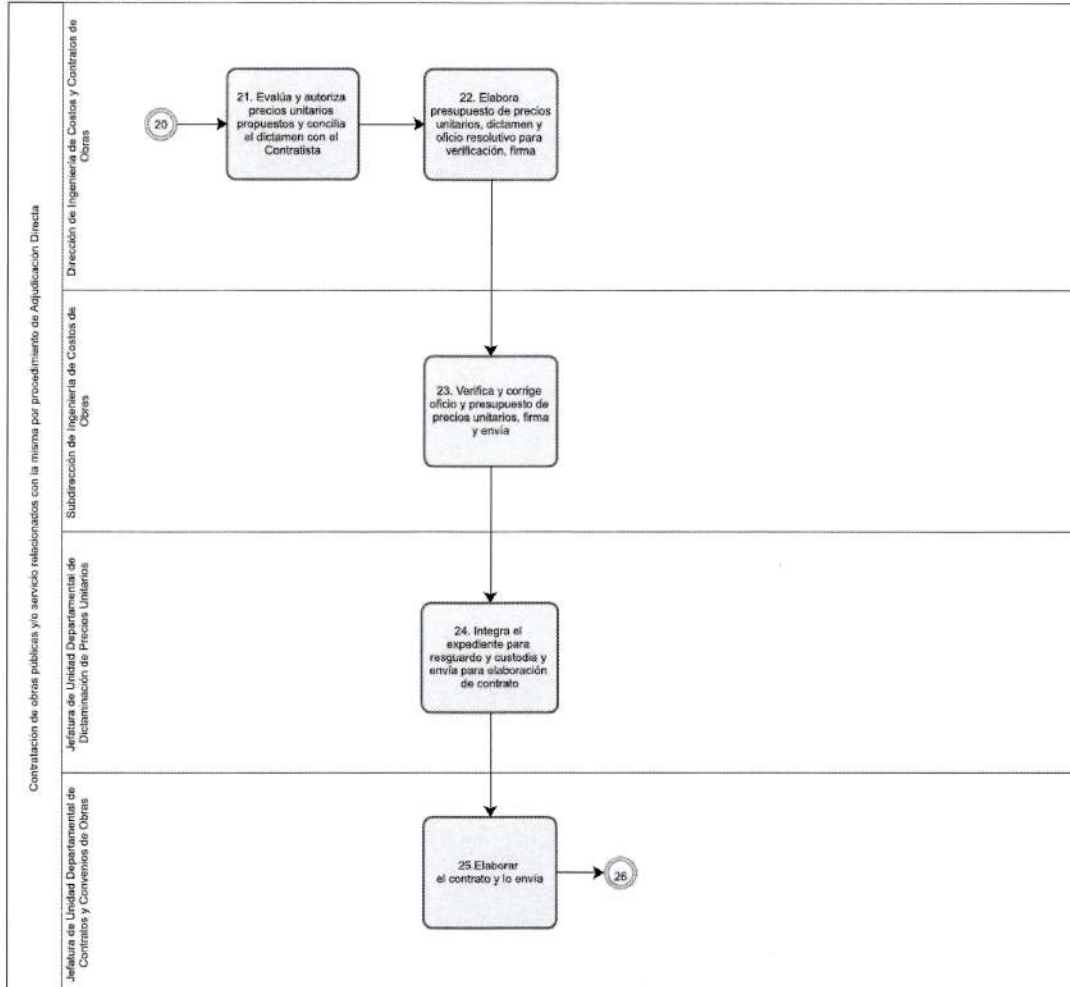 Contratación de obras públicas y/o servicio relacionados con la misma por procedimiento de Adjudicación Directa
Dirección de Ingeniería de Costos y Contratos de
Obras
20
21. Evalúa y autoriza
precios unitarios
propuestos y concilia
el dictamen con el
Contratista
22. Elabora
presupuesto de precios
unitarios, dictamen y
oficio resolutivo para
verificación, firma
Subdirección de Ingeniería de Costos de
Obras
23. Verifica y corrige
oficio y presupuesto de
precios unitarios, firma
y envía
Jefatura de Unidad Departamental de
Dictaminación de Precios Unitarios
24. Integra el
expediente para
resguardo y custodia y
envía para elaboración
de contrato
Jefatura de Unidad Departamental de
Contratos y Convenios de Obras
25.Elaborar
el contrato y lo envía
26